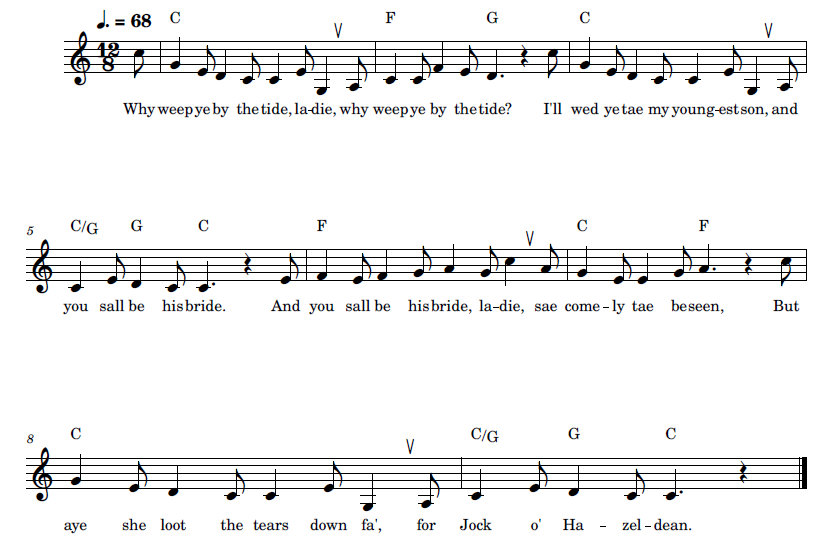 ♩. = 68
C F G C
12
8
Why weep ye by the tide, la-die, why weep ye by the tide? I'll wed ye tae my young-est son, and
5
C/G G C F C F
you sall be his bride. And you sall be his bride, la-die, sae come-ly tae be seen, But
8
C C/G G C
aye she loot the tears down fa', for Jock o' Ha - zel-dean.